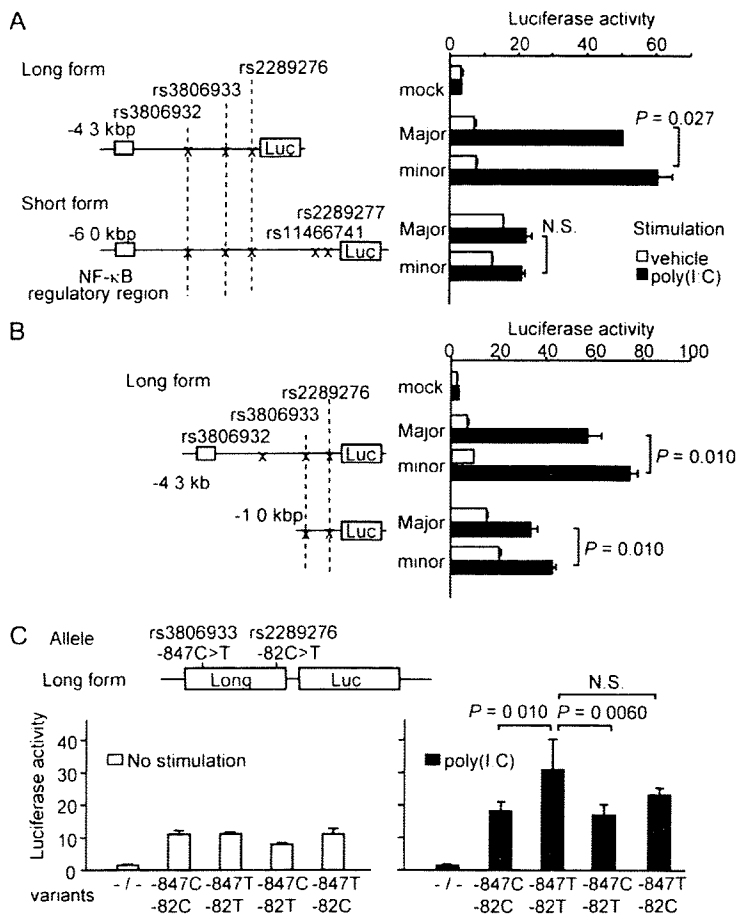 A
Long form
rs2289276
rs3806933
rs3806932
-4 3 kbp
Luc
Short form
rs2289277
rs11466741
-6 0 kbp
Luc
NF-κB
regulatory region
Luciferase activity
0 20 40 60
mock
Major
minor
P = 0.027
Major
minor
N.S.
Stimulation
vehicle
poly(I C)
B
Long form
rs2289276
rs3806933
rs3806932
Luc
-4 3 kb
-1 0 kbp
Luc
Luciferase activity
0 20 40 60 80 100
mock
Major
minor
P = 0.010
Major
minor
P = 0.010
C
Allele
rs3806933 rs2289276
-847C>T -82C>T
Long form
Long Luc
Luciferase activity
40
30
20
10
0
No stimulation
poly(I C)
N.S.
P = 0 010
P = 0 0060
variants
- / - -847C -847T -847C -847T
-82C -82T -82T -82C
- / - -847C -847T -847C -847T
-82C -82T -82T -82C